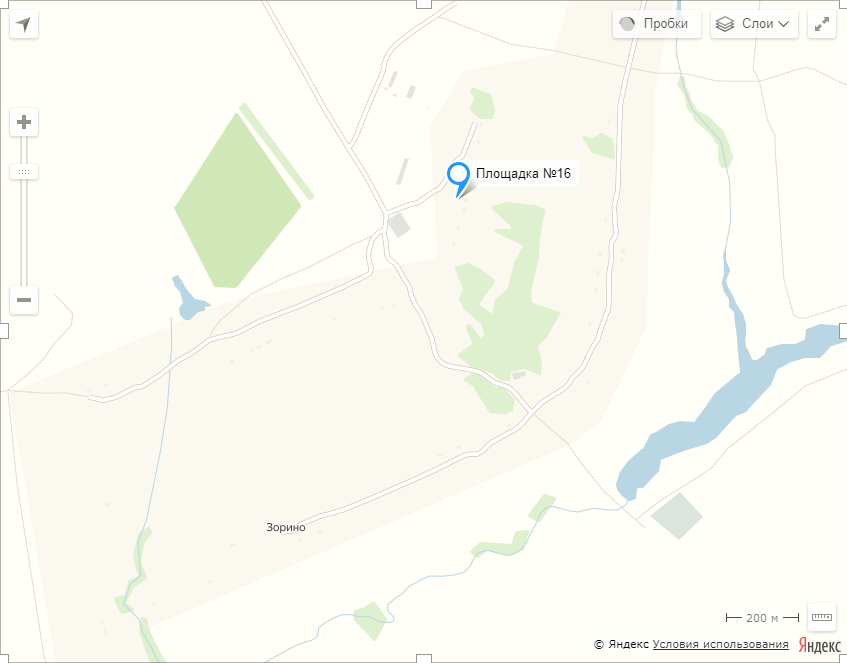 Пробки
Слои
Площадка №16
Зорино
200 м
© Яндекс Условия использования Яндекс